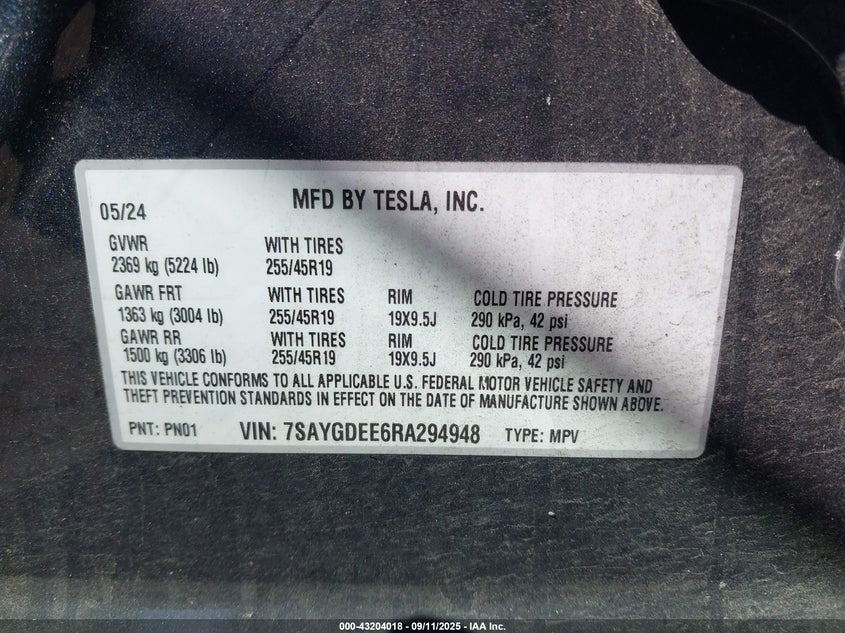 05/24 MFD BY TESLA, INC.
GVWR WITH TIRES
2369 kg (5224 lb) 255/45R19
GAWR FRT WITH TIRES RIM COLD TIRE PRESSURE
1363 kg (3004 lb) 255/45R19 19X9.5J 290 kPa, 42 psi
GAWR RR WITH TIRES RIM COLD TIRE PRESSURE
1500 kg (3306 lb) 255/45R19 19X9.5J 290 kPa, 42 psi
THIS VEHICLE CONFORMS TO ALL APPLICABLE U.S. FEDERAL MOTOR VEHICLE SAFETY AND
THEFT PREVENTION STANDARDS IN EFFECT ON THE DATE OF MANUFACTURE SHOWN ABOVE.
PNT: PN01 VIN: 7SAYGDEE6RA294948 TYPE: MPV
000-43204018 - 09/11/2025 - IAA Inc.